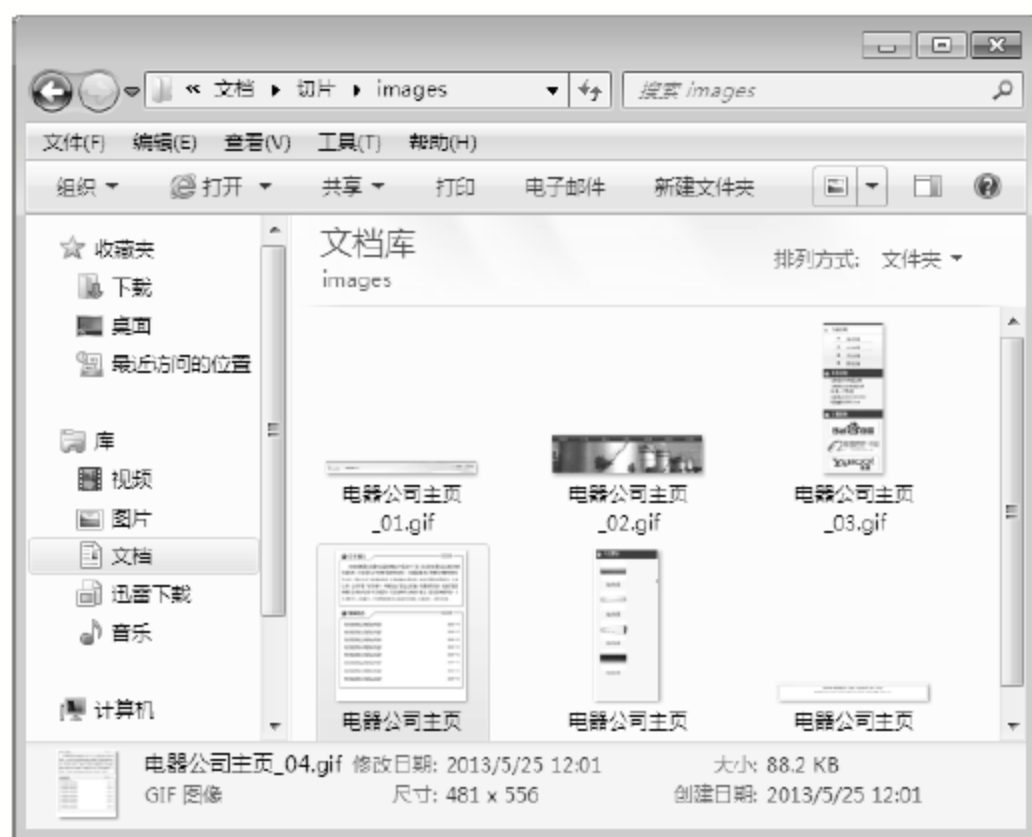 « 文档 ▸ 切片 ▸ images
搜索 images
文件(F) 编辑(E) 查看(V) 工具(T) 帮助(H)
组织 打开 共享 打印 电子邮件 新建文件夹
收藏夹
下载
桌面
最近访问的位置
库
视频
图片
文档
迅雷下载
音乐
计算机
文档库
images
排列方式: 文件夹
电器公司主页
_01.gif
电器公司主页
_02.gif
电器公司主页
_03.gif
电器公司主页
电器公司主页
电器公司主页
电器公司主页_04.gif 修改日期: 2013/5/25 12:01 大小: 88.2 KB
GIF 图像 尺寸: 481 x 556 创建日期: 2013/5/25 12:01